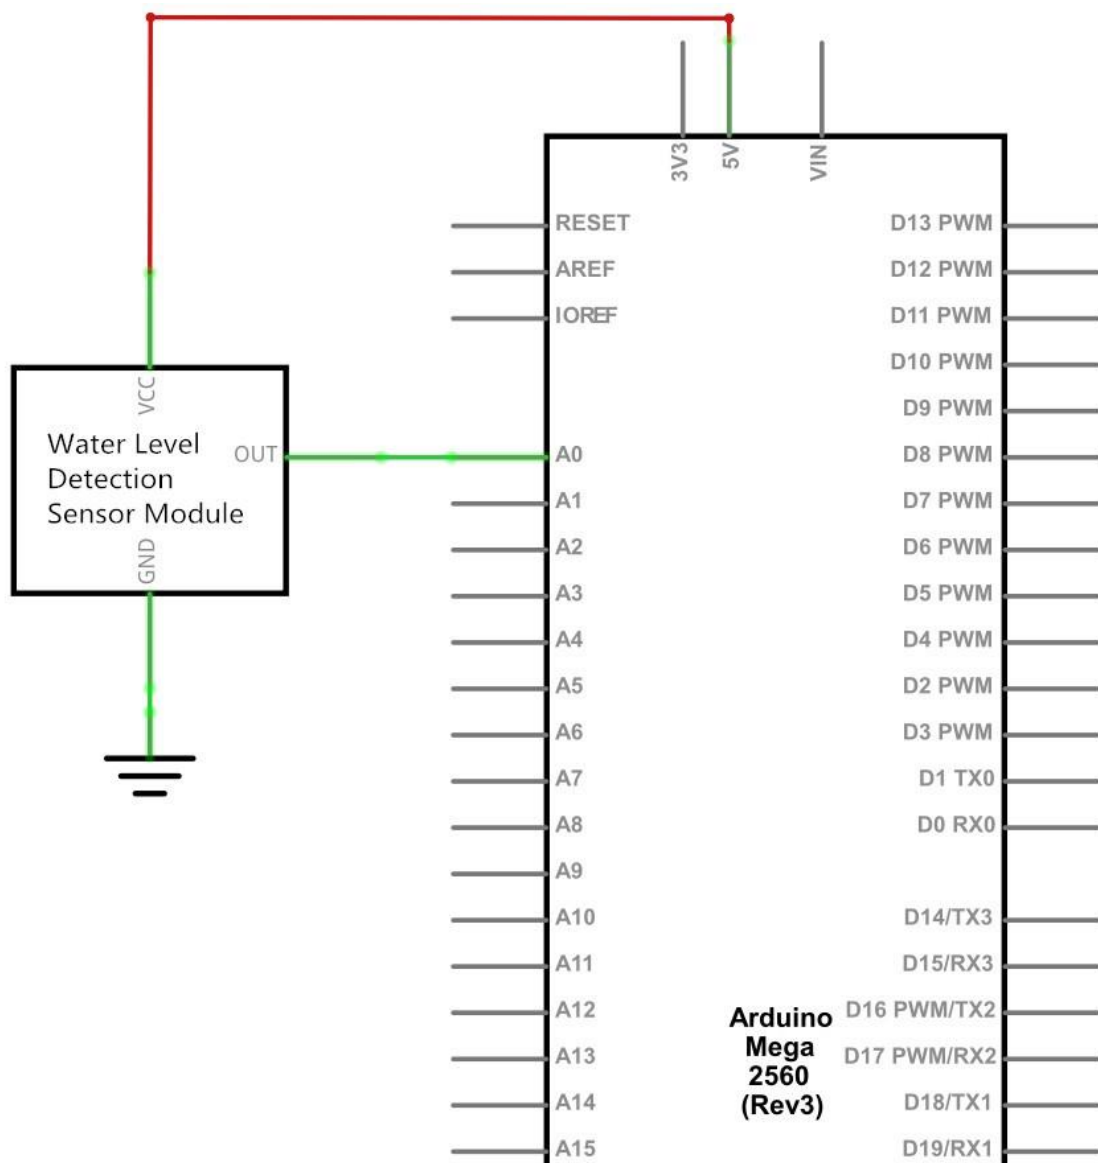 3V3
5V
VIN
RESET
AREF
IOREF
A0
A1
A2
A3
A4
A5
A6
A7
A8
A9
A10
A11
A12
A13
A14
A15
D13 PWM
D12 PWM
D11 PWM
D10 PWM
D9 PWM
D8 PWM
D7 PWM
D6 PWM
D5 PWM
D4 PWM
D2 PWM
D3 PWM
D1 TX0
D0 RX0
D14/TX3
D15/RX3
D16 PWM/TX2
D17 PWM/RX2
D18/TX1
D19/RX1
Arduino
Mega
2560
(Rev3)
VCC
Water Level
Detection
Sensor Module
OUT
GND